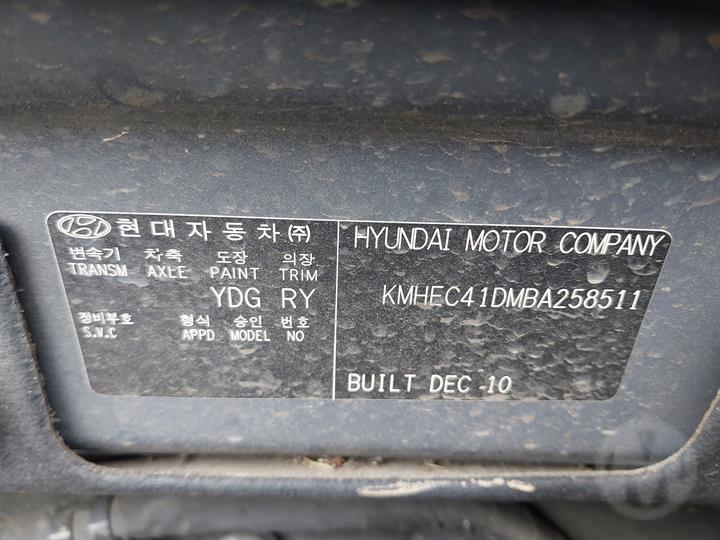 현대자동차(주)
변속기 차축 도장 의장
TRANSM AXLE PAINT TRIM
YDG RY
정비부호 형식 승인 번호
S.V.C APPD MODEL NO
HYUNDAI MOTOR COMPANY
KMHEC41DMBA258511
BUILT DEC 10